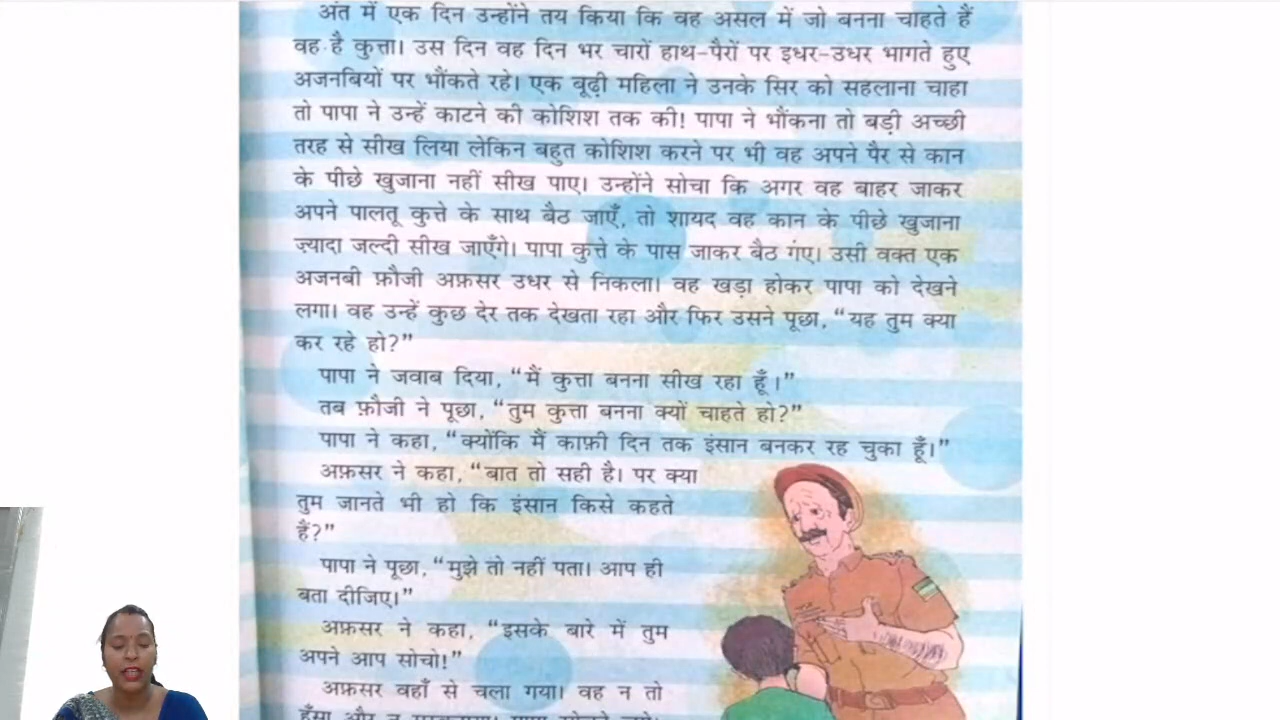 अंत में एक दिन उन्होंने तय किया कि वह असल में जो बनना चाहते हैं
वह है कुत्ता। उस दिन वह दिन भर चारों हाथ-पैरों पर इधर-उधर भागते हुए
अजनबियों पर भौंकते रहे। एक बूढ़ी महिला ने उनके सिर को सहलाना चाहा
तो पापा ने उन्हें काटने की कोशिश तक की! पापा ने भौंकना तो बड़ी अच्छी
तरह से सीख लिया लेकिन बहुत कोशिश करने पर भी वह अपने पैर से कान
के पीछे खुजाना नहीं सीख पाए। उन्होंने सोचा कि अगर वह बाहर जाकर
अपने पालतू कुत्ते के साथ बैठ जाएँ, तो शायद वह कान के पीछे खुजाना
ज़्यादा जल्दी सीख जाएँगे। पापा कुत्ते के पास जाकर बैठ गए। उसी वक्त एक
अजनबी फ़ौजी अफ़सर उधर से निकला। वह खड़ा होकर पापा को देखने
लगा। वह उन्हें कुछ देर तक देखता रहा और फिर उसने पूछा, “यह तुम क्या
कर रहे हो?”
पापा ने जवाब दिया, “मैं कुत्ता बनना सीख रहा हूँ।”
तब फ़ौजी ने पूछा, “तुम कुत्ता बनना क्यों चाहते हो?”
पापा ने कहा, “क्योंकि मैं काफ़ी दिन तक इंसान बनकर रह चुका हूँ।”
अफ़सर ने कहा, “बात तो सही है। पर क्या
तुम जानते भी हो कि इंसान किसे कहते
हैं?”
पापा ने पूछा, “मुझे तो नहीं पता। आप ही
बता दीजिए।”
अफ़सर ने कहा, “इसके बारे में तुम
अपने आप सोचो!”
अफ़सर वहाँ से चला गया। वह न तो
हँसा और न